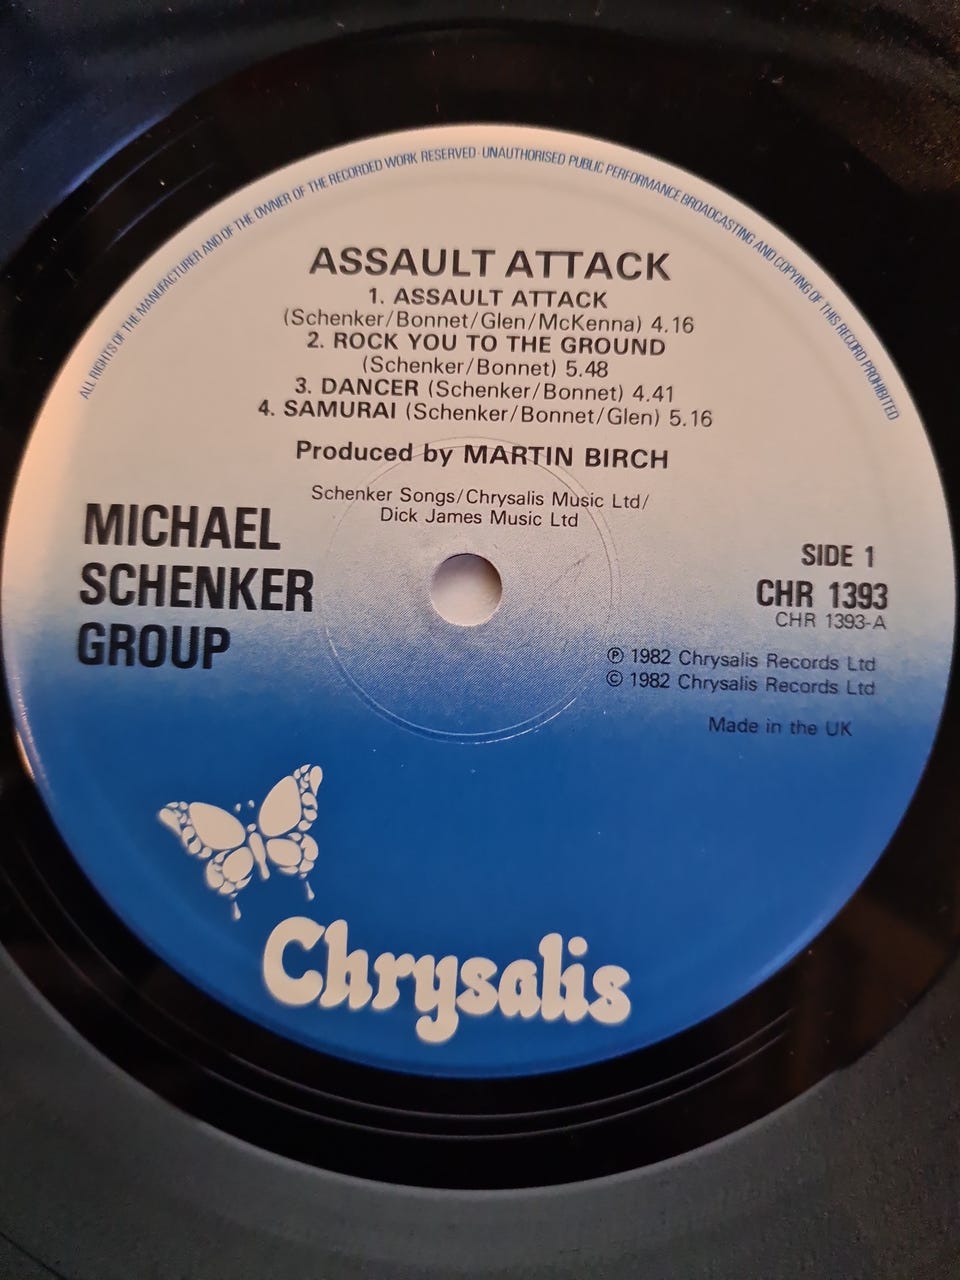 ALL RIGHTS OF THE MANUFACTURER AND OF THE OWNER OF THE RECORDED WORK RESERVED · UNAUTHORISED PUBLIC PERFORMANCE BROADCASTING AND COPYING OF THIS RECORD PROHIBITED
ASSAULT ATTACK
1. ASSAULT ATTACK
(Schenker/Bonnet/Glen/McKenna) 4.16
2. ROCK YOU TO THE GROUND
(Schenker/Bonnet) 5.48
3. DANCER (Schenker/Bonnet) 4.41
4. SAMURAI (Schenker/Bonnet/Glen) 5.16
Produced by MARTIN BIRCH
Schenker Songs/Chrysalis Music Ltd/
Dick James Music Ltd
MICHAEL
SCHENKER
GROUP
SIDE 1
CHR 1393
CHR 1393-A
℗ 1982 Chrysalis Records Ltd
© 1982 Chrysalis Records Ltd
Made in the UK
Chrysalis